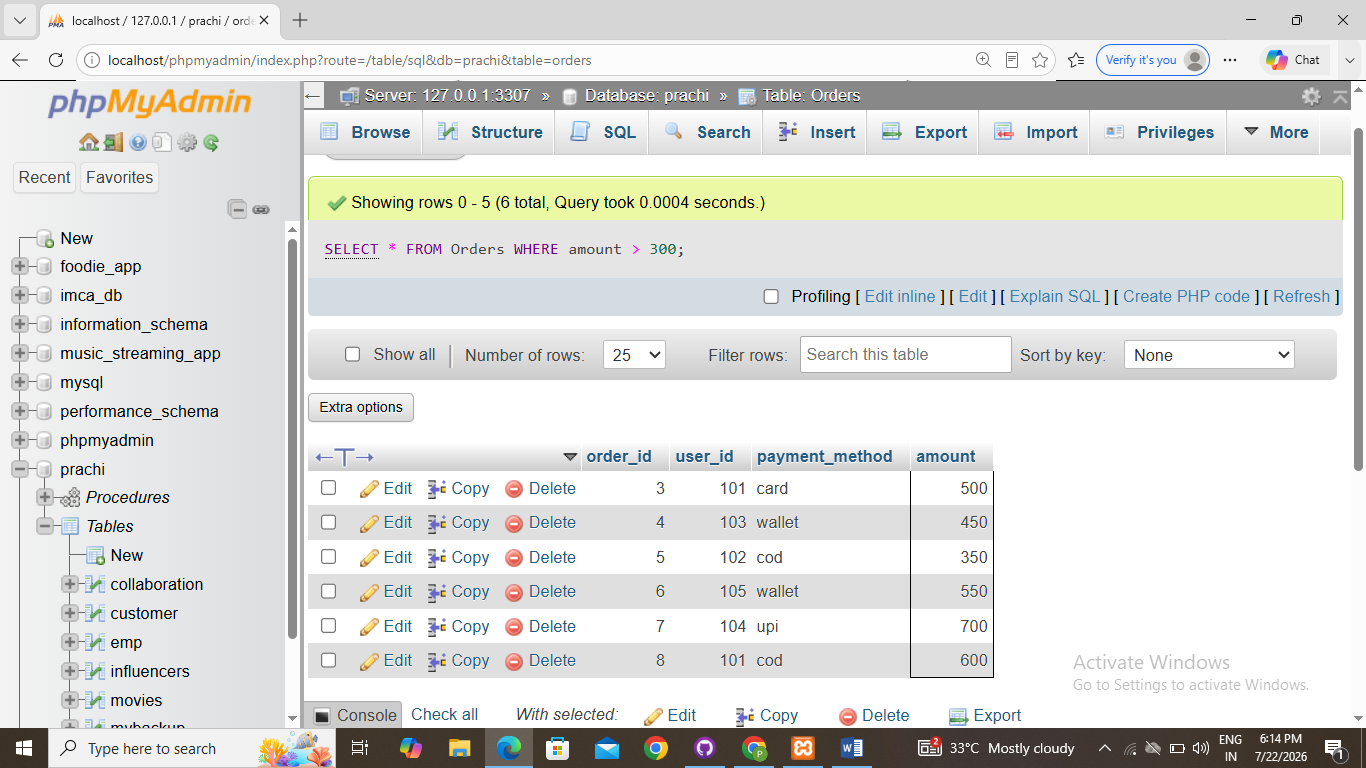 localhost / 127.0.0.1 / prachi / orde
localhost/phpmyadmin/index.php?route=/table/sql&db=prachi&table=orders
Verify it's you
Chat
phpMyAdmin
Recent Favorites
New
foodie_app
imca_db
information_schema
music_streaming_app
mysql
performance_schema
phpmyadmin
prachi
Procedures
Tables
New
collaboration
customer
emp
influencers
movies
mybackup
Server: 127.0.0.1:3307 » Database: prachi » Table: Orders
Browse Structure SQL Search Insert Export Import Privileges More
Showing rows 0 - 5 (6 total, Query took 0.0004 seconds.)
SELECT * FROM Orders WHERE amount > 300;
Profiling [ Edit inline ] [ Edit ] [ Explain SQL ] [ Create PHP code ] [ Refresh ]
Show all Number of rows: 25 Filter rows: Search this table Sort by key: None
Extra options
order_id user_id payment_method amount
Edit Copy Delete 3 101 card 500
Edit Copy Delete 4 103 wallet 450
Edit Copy Delete 5 102 cod 350
Edit Copy Delete 6 105 wallet 550
Edit Copy Delete 7 104 upi 700
Edit Copy Delete 8 101 cod 600
Activate Windows
Go to Settings to activate Windows.
Console Check all With selected: Edit Copy Delete Export
Type here to search
33°C Mostly cloudy
ENG
IN
6:14 PM
7/22/2026